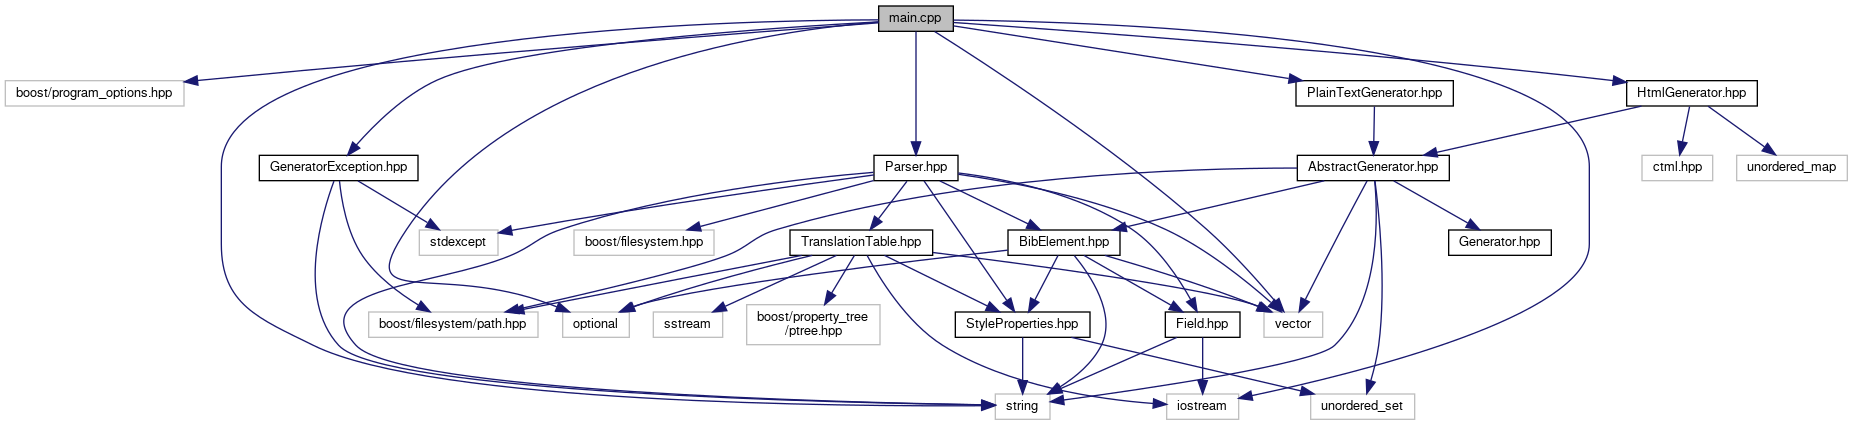 main.cpp
boost/program_options.hpp
PlainTextGenerator.hpp
HtmlGenerator.hpp
GeneratorException.hpp
Parser.hpp
AbstractGenerator.hpp
ctml.hpp
unordered_map
stdexcept
boost/filesystem.hpp
TranslationTable.hpp
BibElement.hpp
Generator.hpp
boost/filesystem/path.hpp
optional
sstream
boost/property_tree
/ptree.hpp
StyleProperties.hpp
Field.hpp
vector
string
iostream
unordered_set